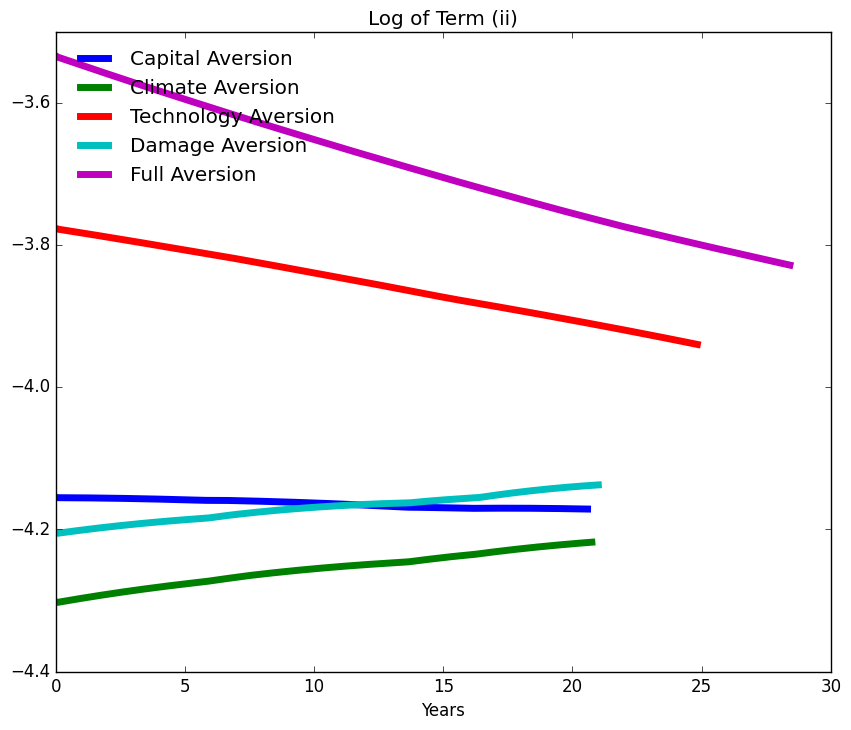 Log of Term (ii)
Capital Aversion
Climate Aversion
Technology Aversion
Damage Aversion
Full Aversion
−3.6
−3.8
−4.0
−4.2
−4.4
0 5 10 15 20 25 30
Years